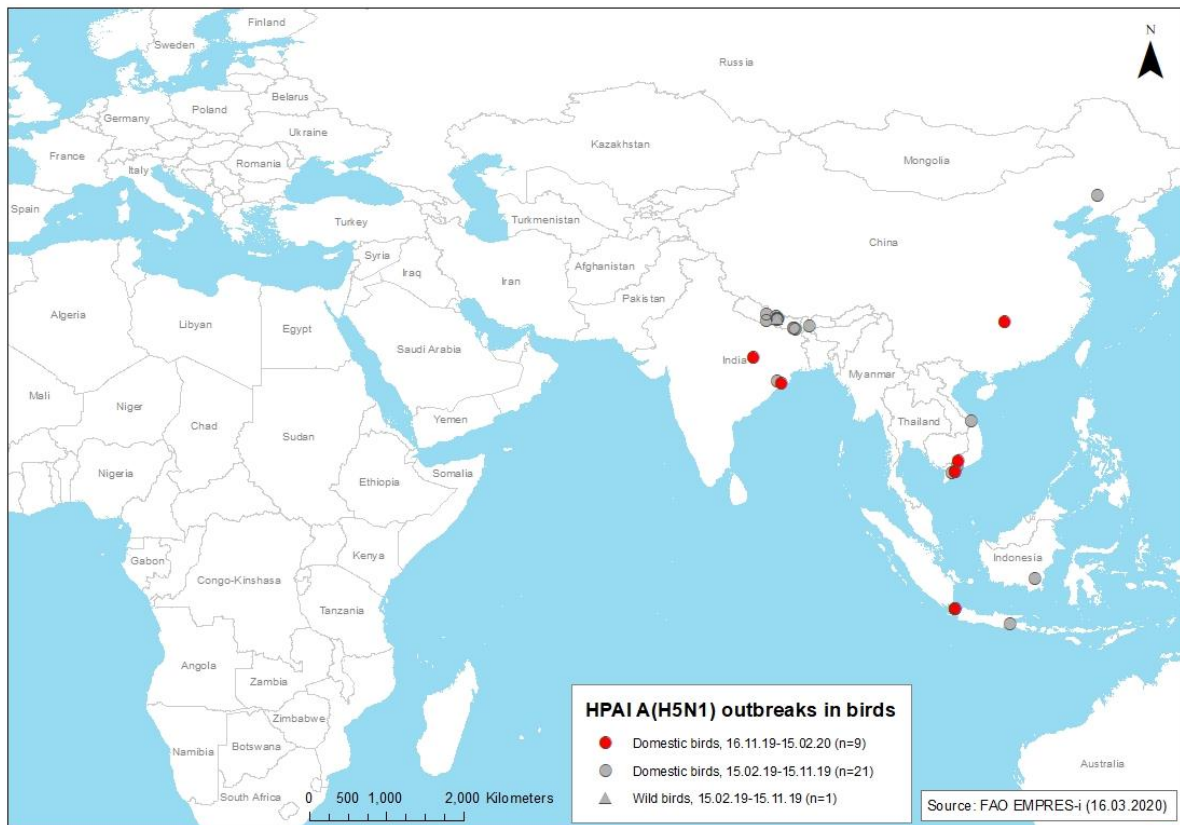 Finland
Sweden
Russia
N
Belarus
Poland
Germany
Ukraine
Kazakhstan
France
Mongolia
Romania
Italy
Spain
Turkey
Turkmenistan
China
Syria
Afghanistan
Iraq
Iran
Pakistan
Algeria
Libyan
Egypt
Saudi Arabia
India
Myanmar
Mali
Niger
Chad
Sudan
Yemen
Thailand
Nigeria
Ethiopia
Somalia
Gabon
Kenya
Indonesia
Congo-Kinshasa
Tanzania
Angola
Zambia
Zimbabwe
Namibia
Botswana
South Africa
Australia
HPAI A(H5N1) outbreaks in birds
Domestic birds, 16.11.19-15.02.20 (n=9)
Domestic birds, 15.02.19-15.11.19 (n=21)
Wild birds, 15.02.19-15.11.19 (n=1)
0 500 1,000 2,000 Kilometers
Source: FAO EMPRES-i (16.03.2020)